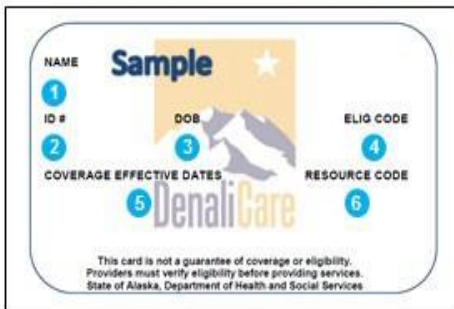 Sample
NAME
1
ID # DOB ELIG CODE
2 3 4
COVERAGE EFFECTIVE DATES RESOURCE CODE
5 6
DenaliCare
This card is not a guarantee of coverage or eligibility.
Providers must verify eligibility before providing services.
State of Alaska, Department of Health and Social Services